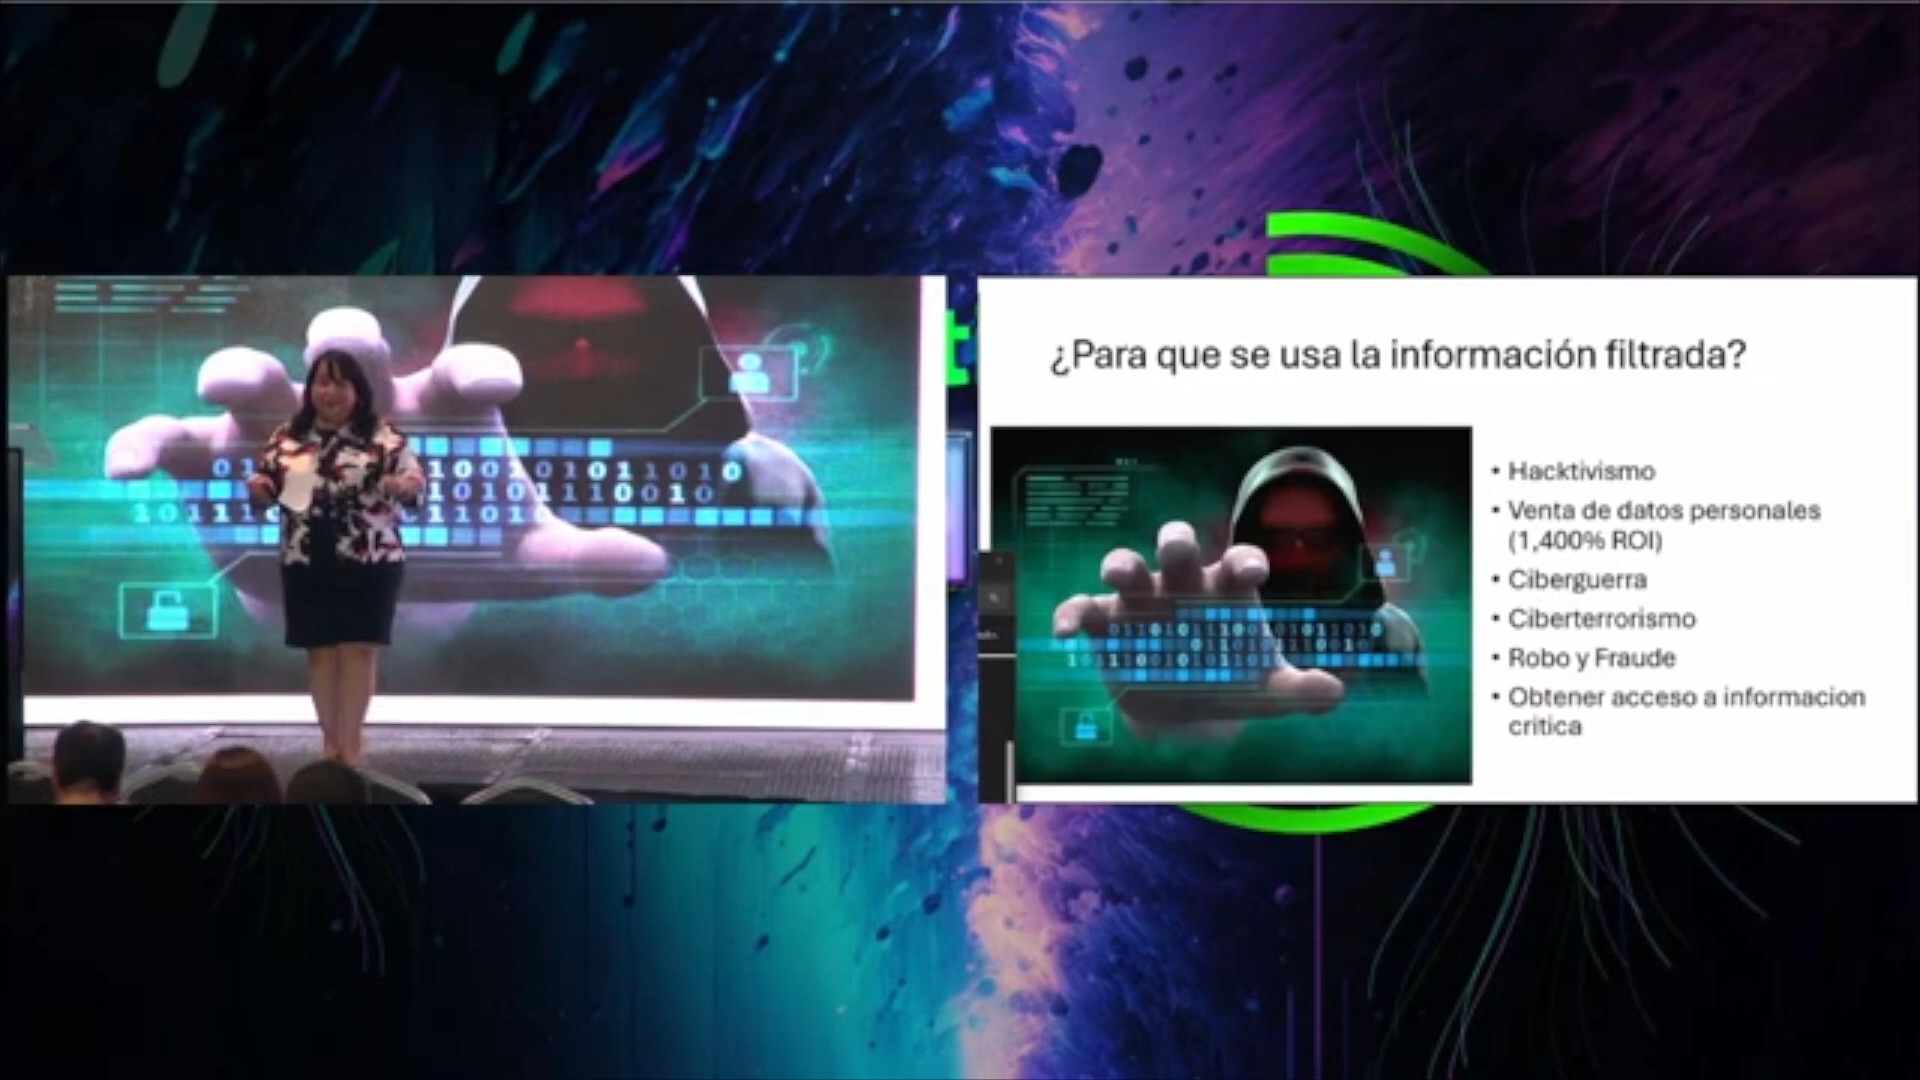 ¿Para que se usa la información filtrada?
• Hacktivismo
• Venta de datos personales
(1,400% ROI)
• Ciberguerra
• Ciberterrorismo
• Robo y Fraude
• Obtener acceso a informacion
critica